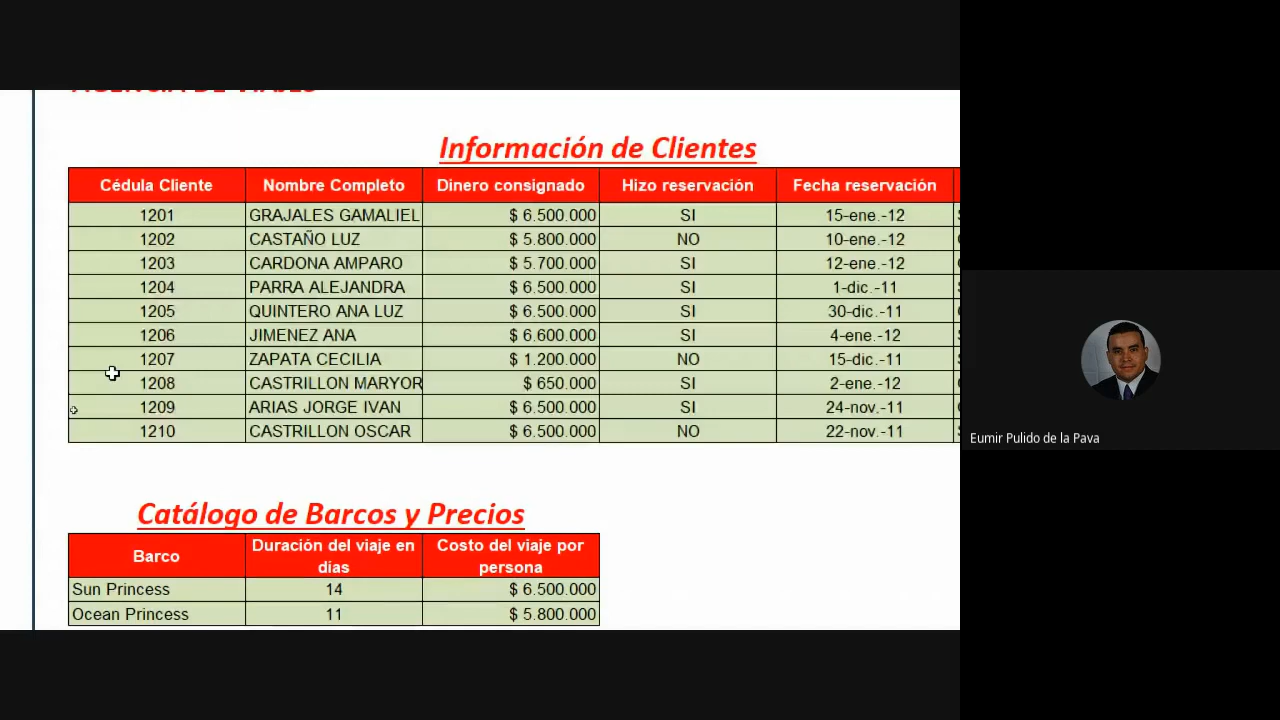 AGENCIA DE VIAJES
Información de Clientes
Cédula Cliente Nombre Completo Dinero consignado Hizo reservación Fecha reservación
1201 GRAJALES GAMALIEL $ 6.500.000 SI 15-ene.-12
1202 CASTAÑO LUZ $ 5.800.000 NO 10-ene.-12
1203 CARDONA AMPARO $ 5.700.000 SI 12-ene.-12
1204 PARRA ALEJANDRA $ 6.500.000 SI 1-dic.-11
1205 QUINTERO ANA LUZ $ 6.500.000 SI 30-dic.-11
1206 JIMENEZ ANA $ 6.600.000 SI 4-ene.-12
1207 ZAPATA CECILIA $ 1.200.000 NO 15-dic.-11
1208 CASTRILLON MARYOR $ 650.000 SI 2-ene.-12
1209 ARIAS JORGE IVAN $ 6.500.000 SI 24-nov.-11
1210 CASTRILLON OSCAR $ 6.500.000 NO 22-nov.-11
Eumir Pulido de la Pava
Catálogo de Barcos y Precios
Barco Duración del viaje en días Costo del viaje por persona
Sun Princess 14 $ 6.500.000
Ocean Princess 11 $ 5.800.000